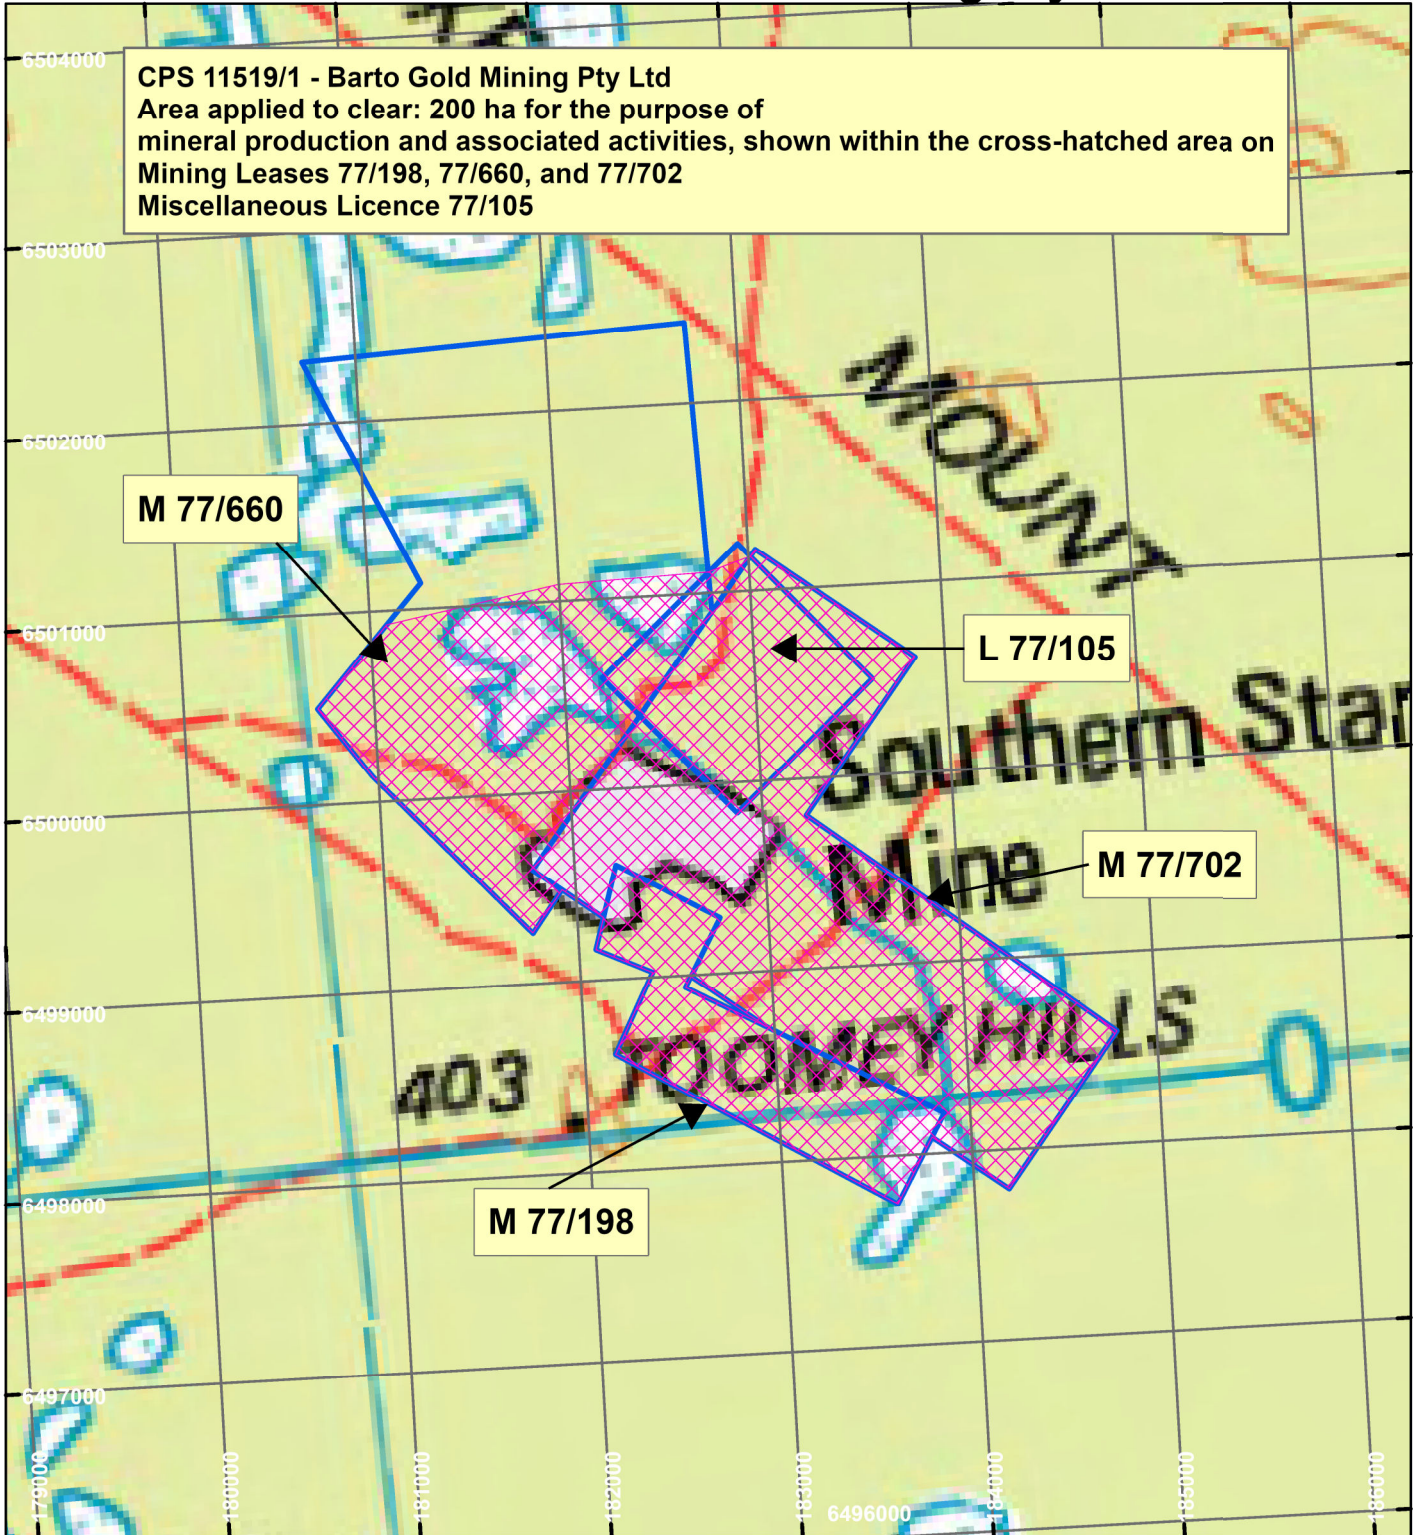 6504000
CPS 11519/1 - Barto Gold Mining Pty Ltd
Area applied to clear: 200 ha for the purpose of
mineral production and associated activities, shown within the cross-hatched area on
Mining Leases 77/198, 77/660, and 77/702
Miscellaneous Licence 77/105
6503000
MOUNT
6502000
M 77/660
6501000
L 77/105
Southern Star
6500000
Mine
M 77/702
6499000
TOOMEY HILLS
403
6498000
M 77/198
6497000
179000
180000
181000
182000
183000
184000
185000
186000
6496000